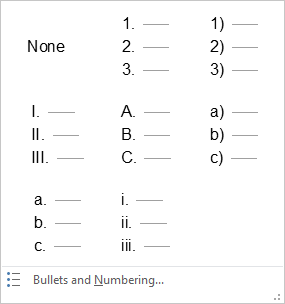 None
1.
2.
3.
1)
2)
3)
I.
II.
III.
A.
B.
C.
a)
b)
c)
a.
b.
c.
i.
ii.
iii.
Bullets and Numbering...